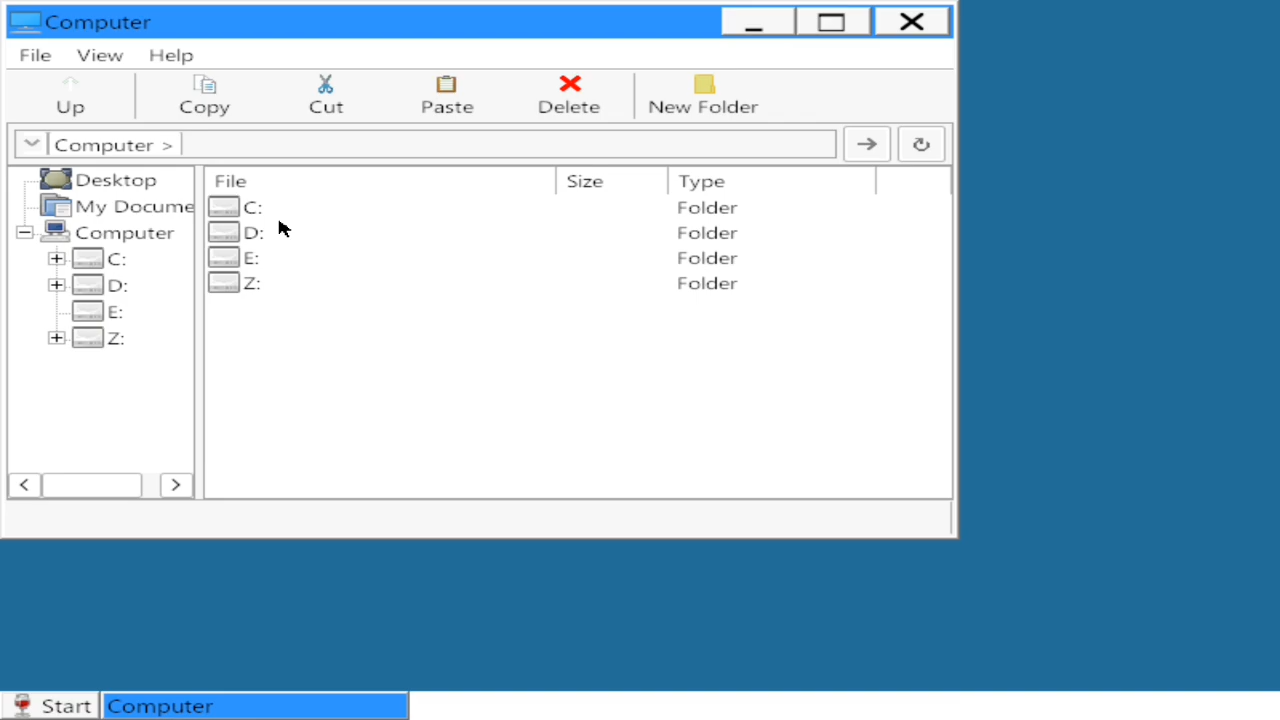 Computer
File View Help
Up Copy Cut Paste Delete New Folder
Computer >
Desktop
My Docume
Computer
C:
D:
E:
Z:
File Size Type
C: Folder
D: Folder
E: Folder
Z: Folder
Start Computer